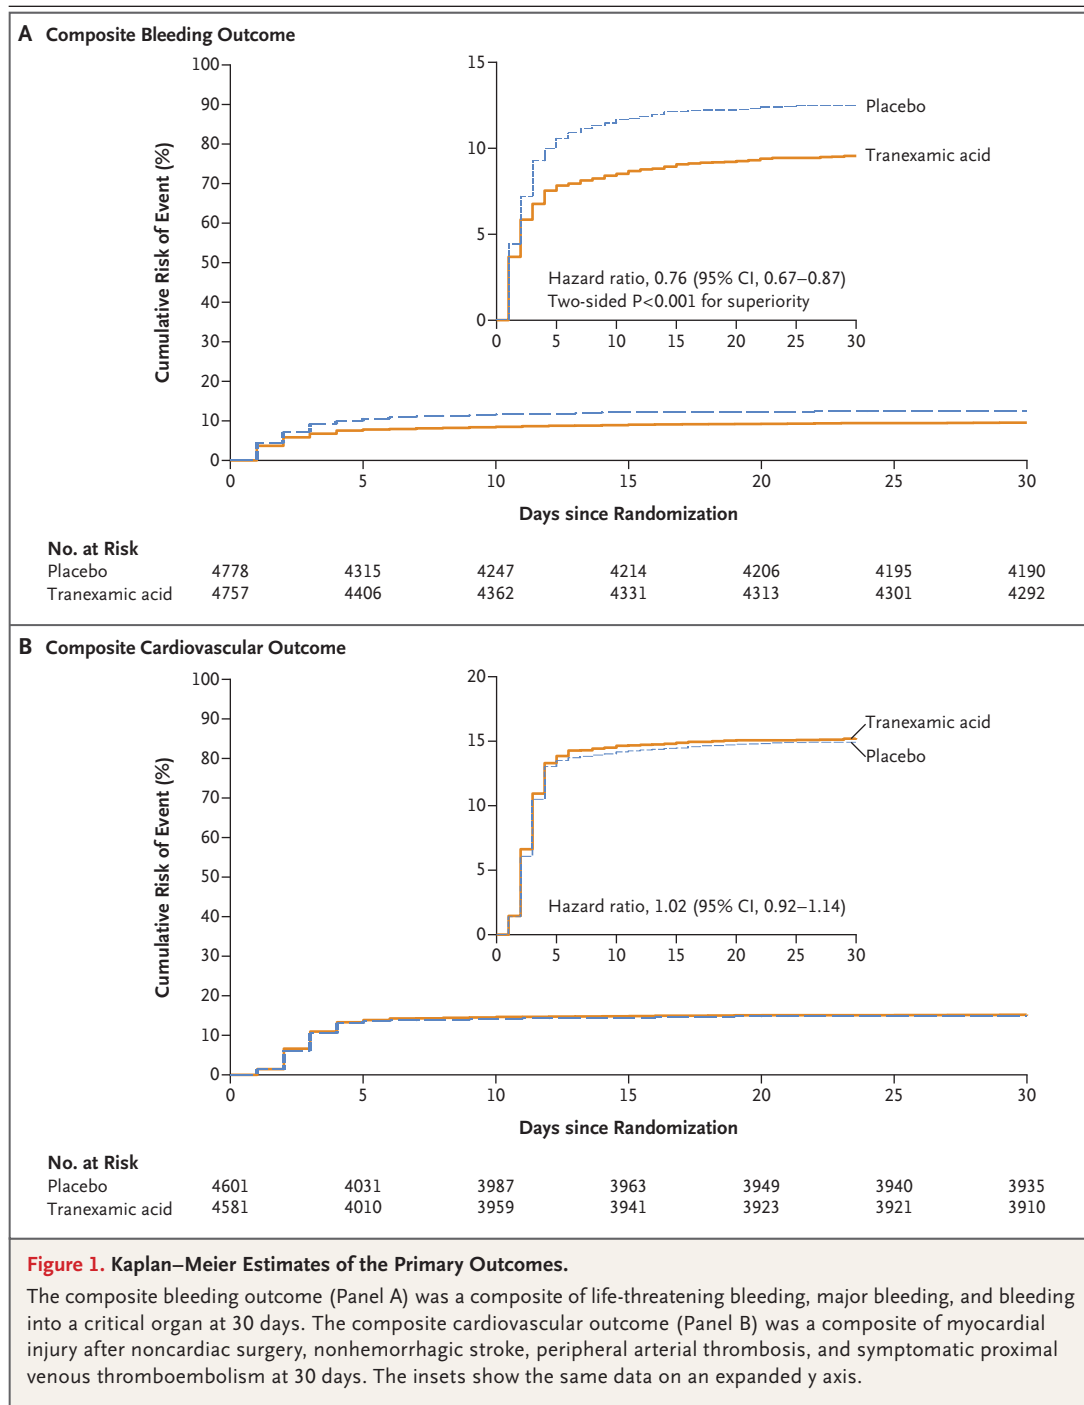 A Composite Bleeding Outcome
Cumulative Risk of Event (%)
100
90
80
70
60
50
40
30
20
10
0
0 5 10 15 20 25 30
Days since Randomization
15
10
5
0
0 5 10 15 20 25 30
Placebo
Tranexamic acid
Hazard ratio, 0.76 (95% CI, 0.67–0.87)
Two-sided P<0.001 for superiority
No. at Risk
Placebo 4778 4315 4247 4214 4206 4195 4190
Tranexamic acid 4757 4406 4362 4331 4313 4301 4292
B Composite Cardiovascular Outcome
Cumulative Risk of Event (%)
100
90
80
70
60
50
40
30
20
10
0
0 5 10 15 20 25 30
Days since Randomization
20
15
10
5
0
0 5 10 15 20 25 30
Tranexamic acid
Placebo
Hazard ratio, 1.02 (95% CI, 0.92–1.14)
No. at Risk
Placebo 4601 4031 3987 3963 3949 3940 3935
Tranexamic acid 4581 4010 3959 3941 3923 3921 3910
Figure 1. Kaplan–Meier Estimates of the Primary Outcomes.
The composite bleeding outcome (Panel A) was a composite of life-threatening bleeding, major bleeding, and bleeding
into a critical organ at 30 days. The composite cardiovascular outcome (Panel B) was a composite of myocardial
injury after noncardiac surgery, nonhemorrhagic stroke, peripheral arterial thrombosis, and symptomatic proximal
venous thromboembolism at 30 days. The insets show the same data on an expanded y axis.